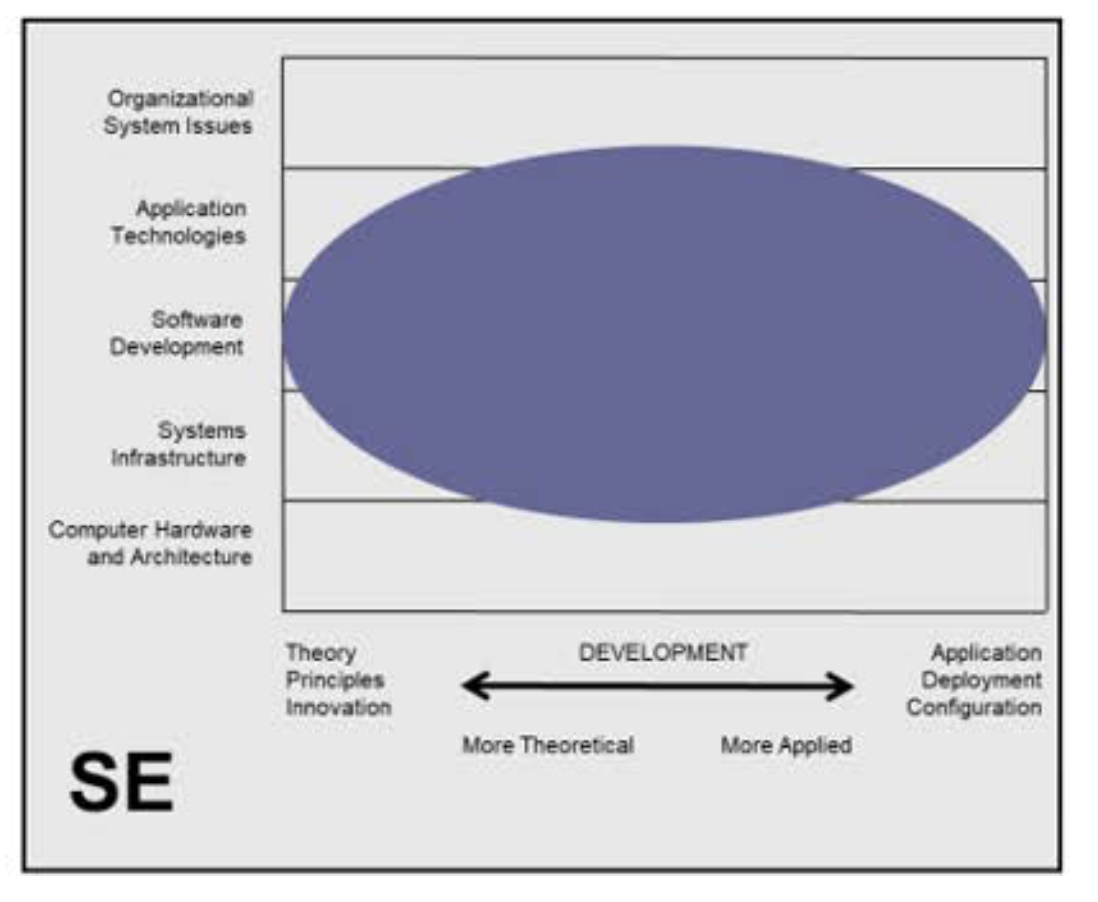 Organizational
System Issues
Application
Technologies
Software
Development
Systems
Infrastructure
Computer Hardware
and Architecture
Theory
Principles
Innovation
DEVELOPMENT
Application
Deployment
Configuration
More Theoretical
More Applied
SE